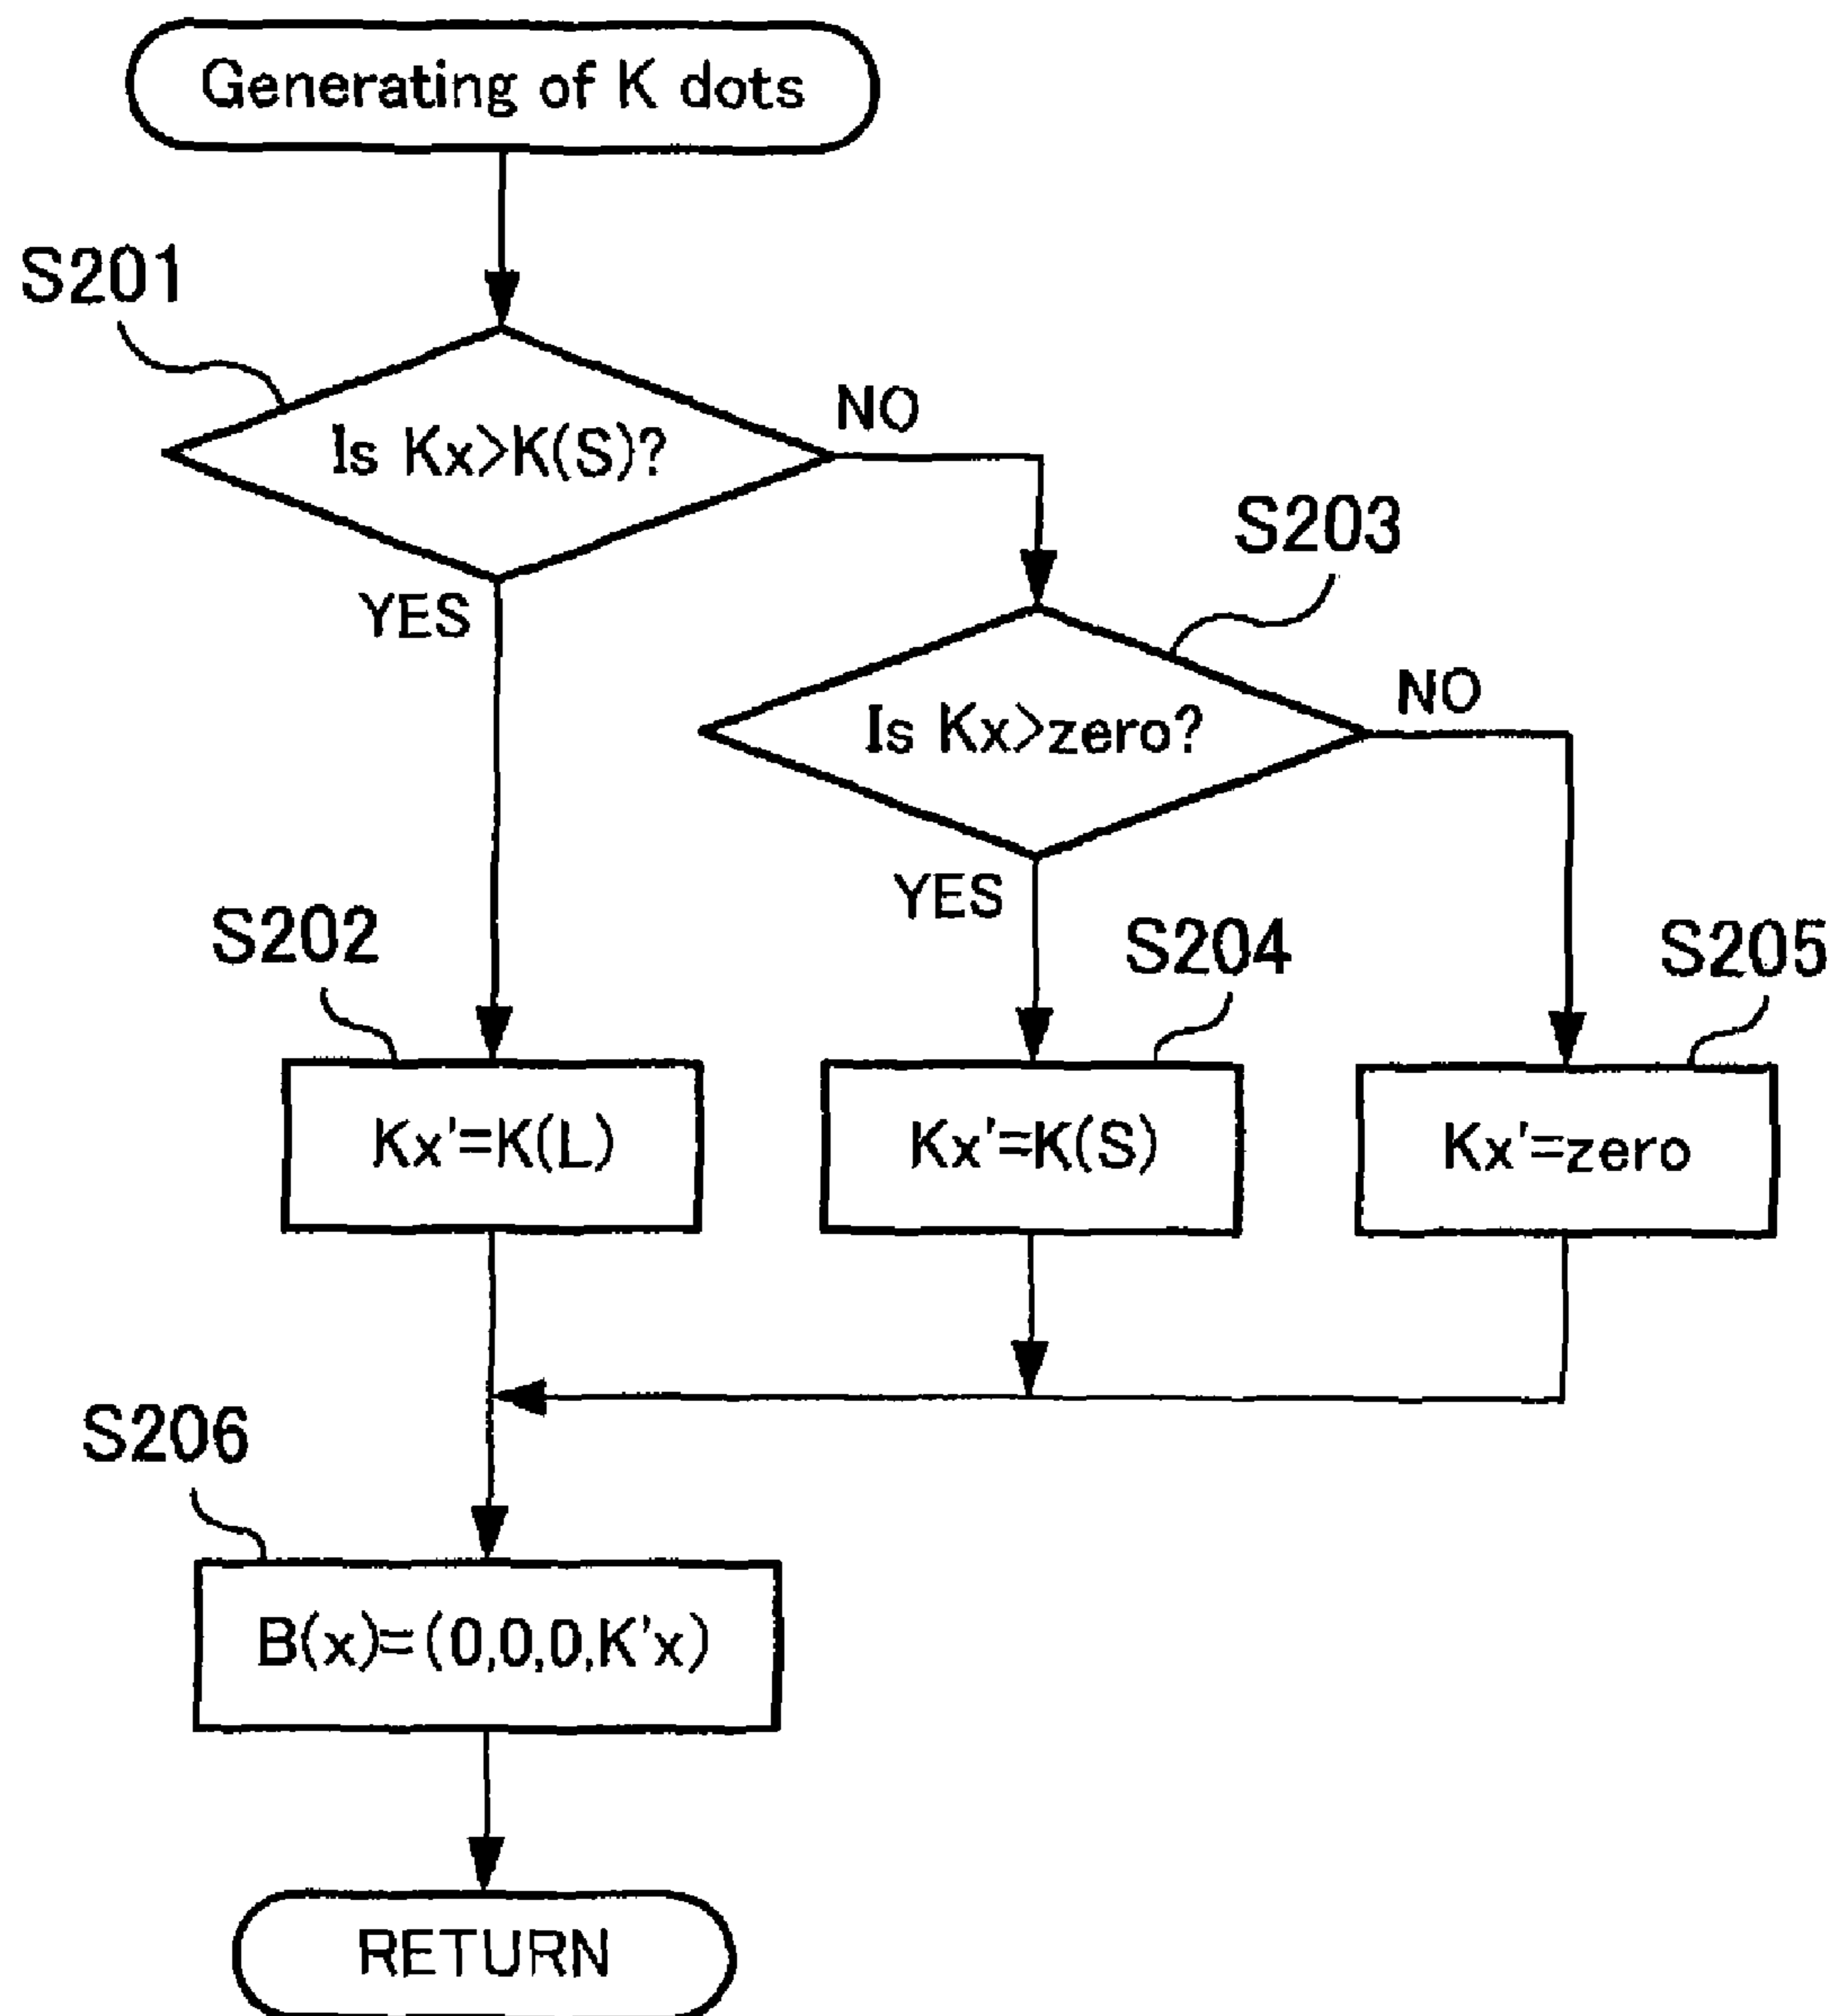 Generating of K dots
S201
Is Kx>K(S)?
NO
YES
S203
Is Kx>zero?
NO
YES
S202
S204
S205
Kx'=K(L)
Kx'=K(S)
Kx'=zero
S206
B(x)=(0,0,0,K'x)
RETURN